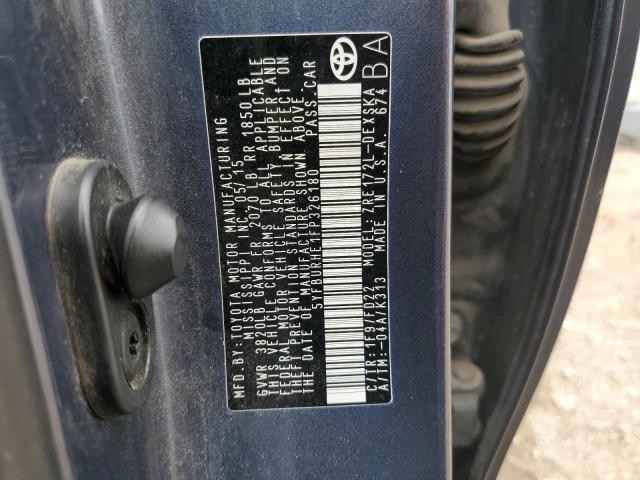 MFD BY:TOYOTA MOTOR MANUFACTURING
MISSISSIPPI INC. 05/15
GVWR 3820LB GAWR FR 2070LB RR 1850LB
THIS VEHICLE CONFORMS TO ALL APPLICABLE
FEDERAL MOTOR VEHICLE SAFETY BUMPER, AND
THEFT PREVENTION STANDARDS IN EFFECT ON
THE DATE OF MANUFACTURE SHOWN ABOVE.
5YFBURHE1FP326180 PASS. CAR
C/TR:1F9/FD22 MODEL: ZRE172L-DEXSKA
A/TM:-04A/K313 MADE IN U.S.A. 674
BA